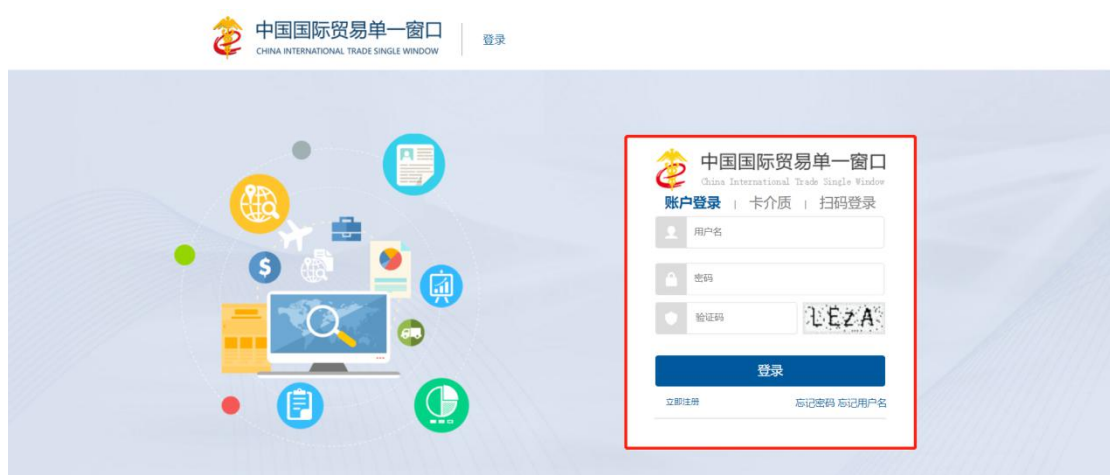 中国国际贸易单一窗口
CHINA INTERNATIONAL TRADE SINGLE WINDOW
登录
中国国际贸易单一窗口
China International Trade Single Window
账户登录 | 卡介质 | 扫码登录
用户名
密码
验证码
LEzA
登录
立即注册 忘记密码 忘记用户名